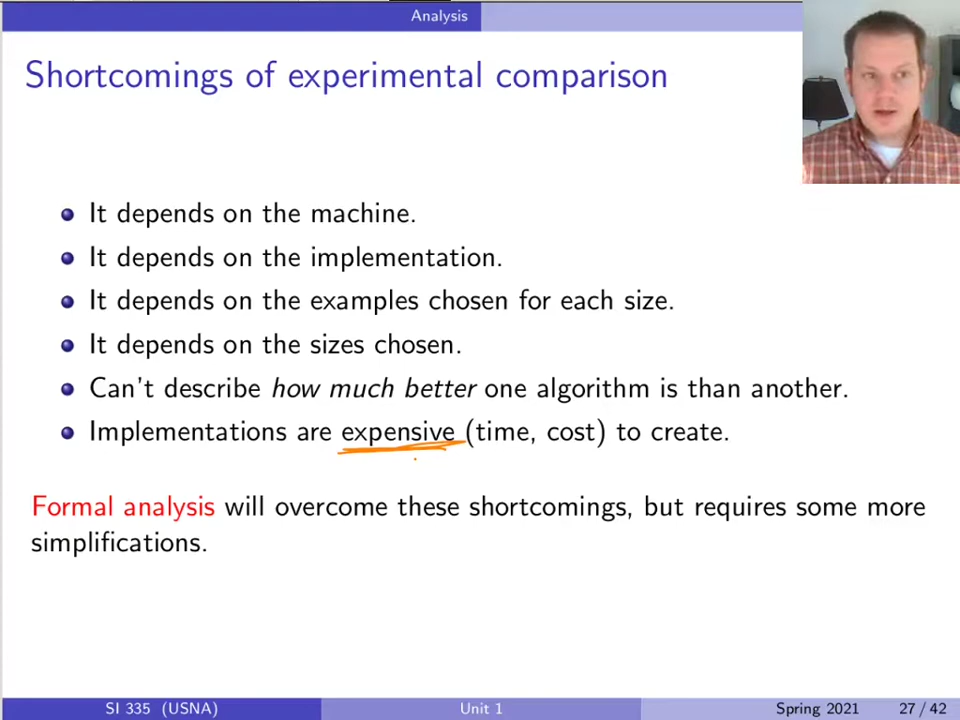 Analysis
Shortcomings of experimental comparison
It depends on the machine.
It depends on the implementation.
It depends on the examples chosen for each size.
It depends on the sizes chosen.
Can't describe how much better one algorithm is than another.
Implementations are expensive (time, cost) to create.
Formal analysis will overcome these shortcomings, but requires some more
simplifications.
SI 335 (USNA) Unit 1 Spring 2021 27 / 42